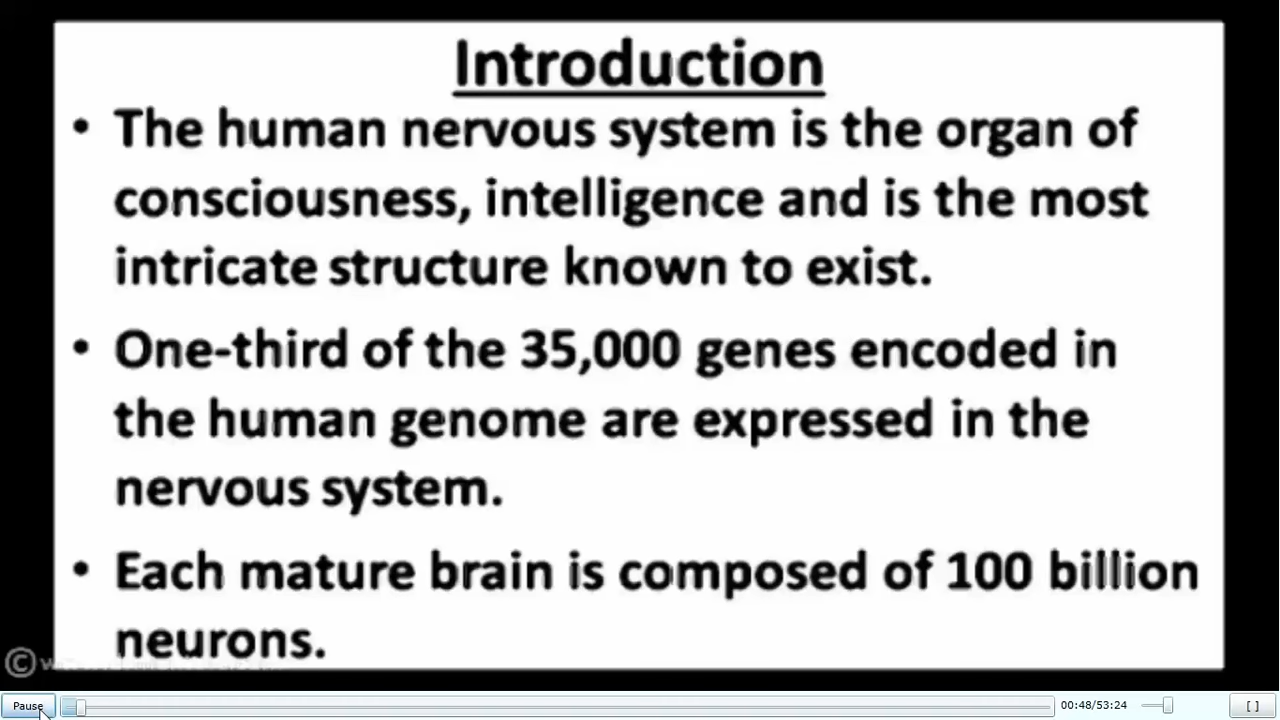 Introduction
• The human nervous system is the organ of
consciousness, intelligence and is the most
intricate structure known to exist.
• One-third of the 35,000 genes encoded in
the human genome are expressed in the
nervous system.
• Each mature brain is composed of 100 billion
neurons.
©
Pause
00:48/53:24
[ ]